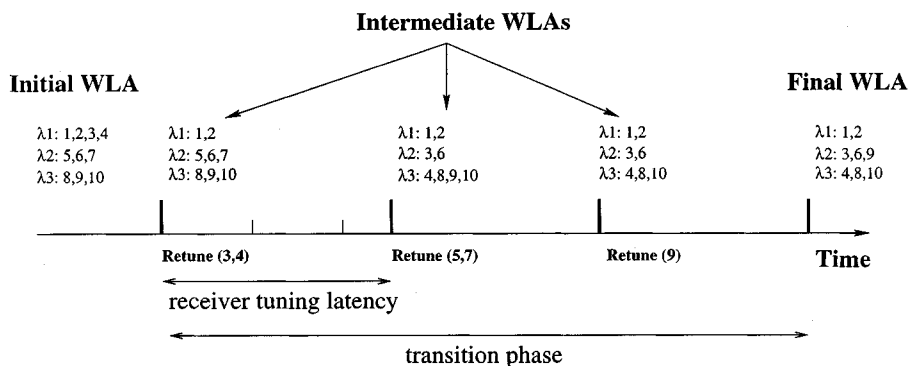 Intermediate WLAs
Initial WLA
Final WLA
λ1: 1,2,3,4
λ2: 5,6,7
λ3: 8,9,10
λ1: 1,2
λ2: 5,6,7
λ3: 8,9,10
λ1: 1,2
λ2: 3,6
λ3: 4,8,9,10
λ1: 1,2
λ2: 3,6
λ3: 4,8,10
λ1: 1,2
λ2: 3,6,9
λ3: 4,8,10
Retune (3,4)
Retune (5,7)
Retune (9)
Time
receiver tuning latency
transition phase